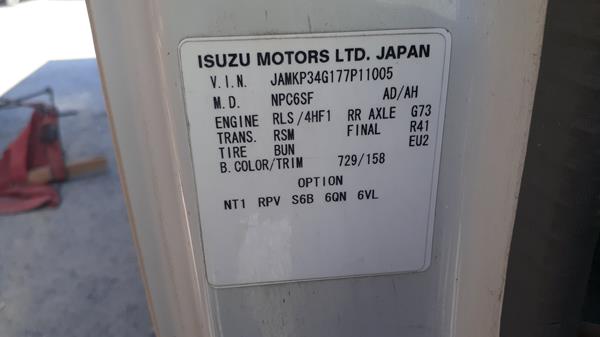 ISUZU MOTORS LTD. JAPAN
V.I.N. JAMKP34G177P11005
M.D. NPC6SF AD/AH
ENGINE RLS/4HF1 RR AXLE G73
TRANS. RSM FINAL R41
TIRE BUN EU2
B.COLOR/TRIM 729/158
OPTION
NT1 RPV S6B 6QN 6VL